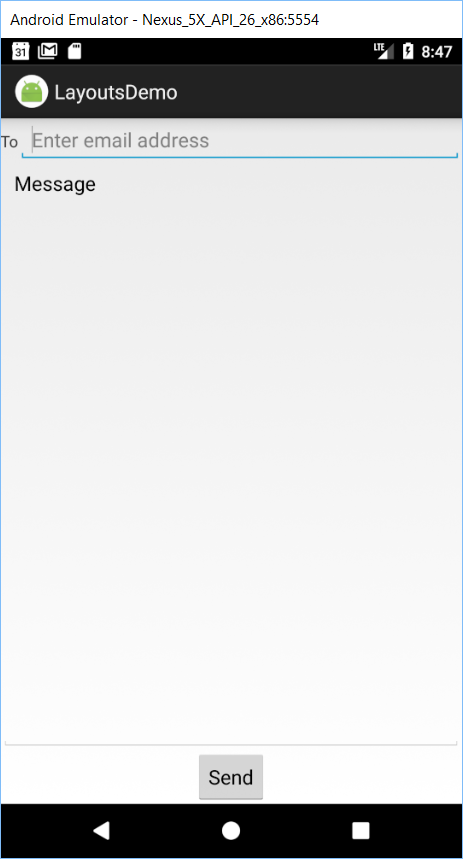 Android Emulator - Nexus_5X_API_26_x86:5554
31 LTE 8:47
LayoutsDemo
To Enter email address
Message
Send